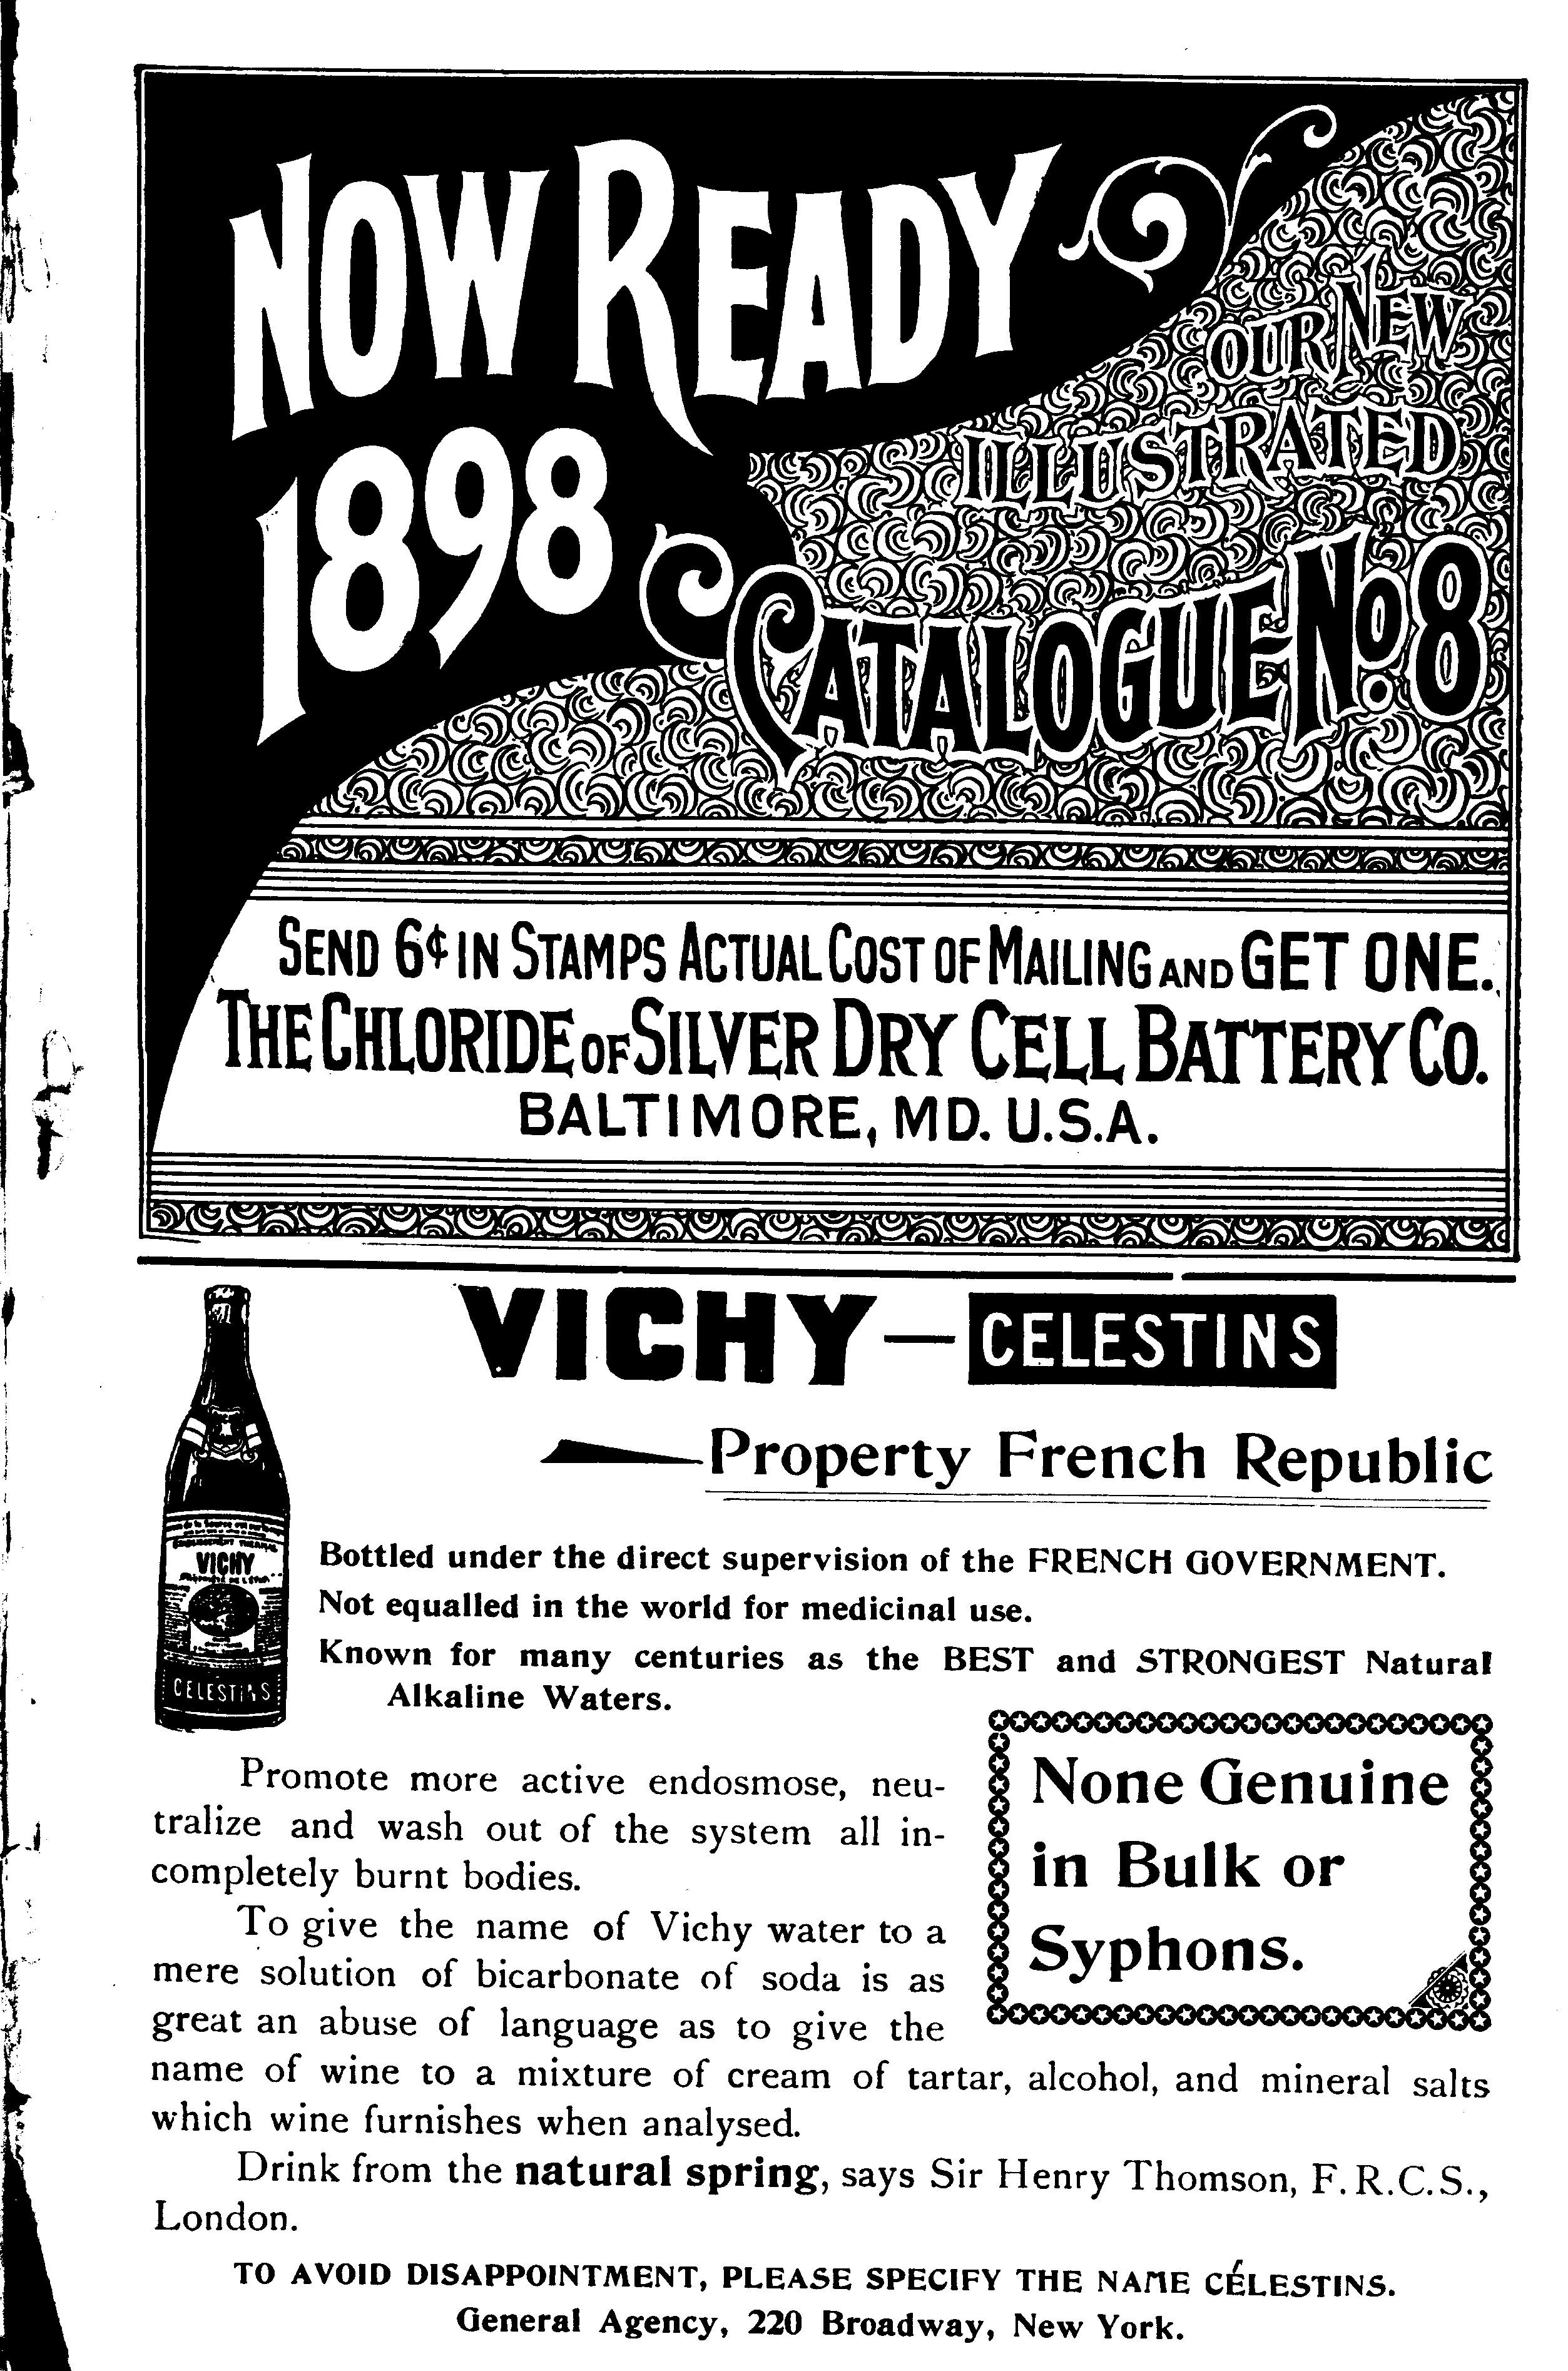 NOW READY
1898
OUR NEW
ILLUSTRATED
CATALOGUE No. 8
SEND 6¢ IN STAMPS ACTUAL COST OF MAILING AND GET ONE.
THE CHLORIDE OF SILVER DRY CELL BATTERY CO.
BALTIMORE, MD. U.S.A.
VICHY—CELESTINS
Property French Republic
VICHY
CELESTINS
Bottled under the direct supervision of the FRENCH GOVERNMENT.
Not equalled in the world for medicinal use.
Known for many centuries as the BEST and STRONGEST Natural
Alkaline Waters.
Promote more active endosmose, neu-
tralize and wash out of the system all in-
completely burnt bodies.
None Genuine
in Bulk or
Syphons.
To give the name of Vichy water to a
mere solution of bicarbonate of soda is as
great an abuse of language as to give the
name of wine to a mixture of cream of tartar, alcohol, and mineral salts
which wine furnishes when analysed.
Drink from the natural spring, says Sir Henry Thomson, F. R.C.S.,
London.
TO AVOID DISAPPOINTMENT, PLEASE SPECIFY THE NAME CÉLESTINS.
General Agency, 220 Broadway, New York.